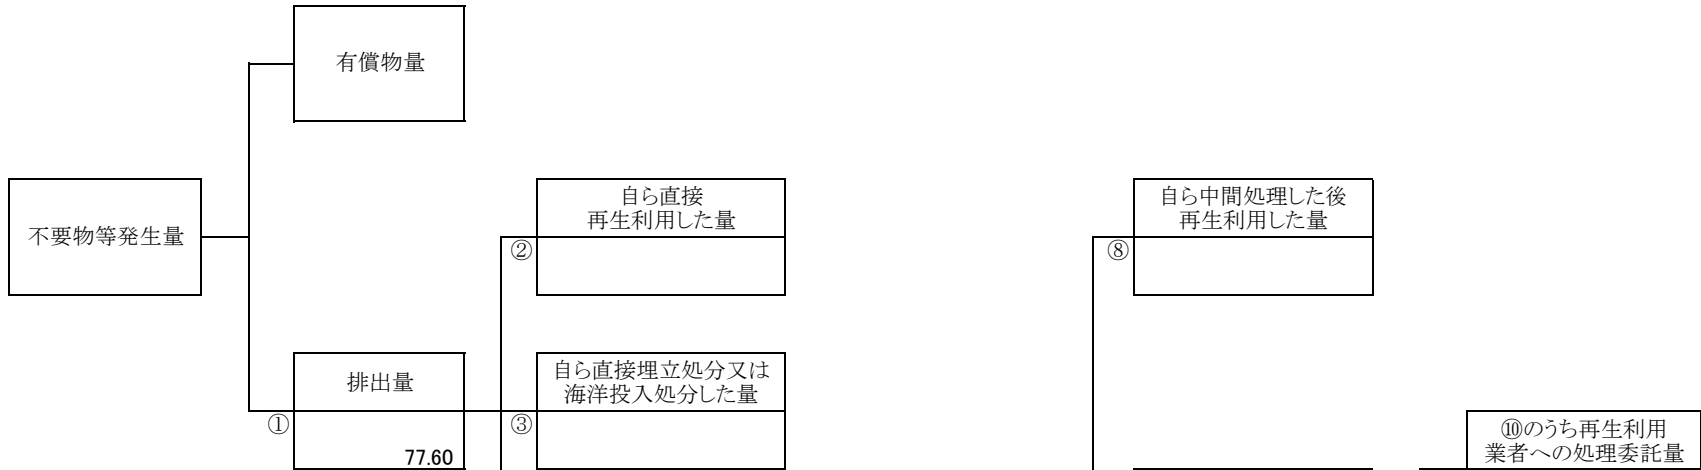 有償物量
不要物等発生量
自ら直接
再生利用した量
②
自ら中間処理した後
再生利用した量
⑧
排出量
①
77.60
自ら直接埋立処分又は
海洋投入処分した量
③
⑩のうち再生利用
業者への処理委託量